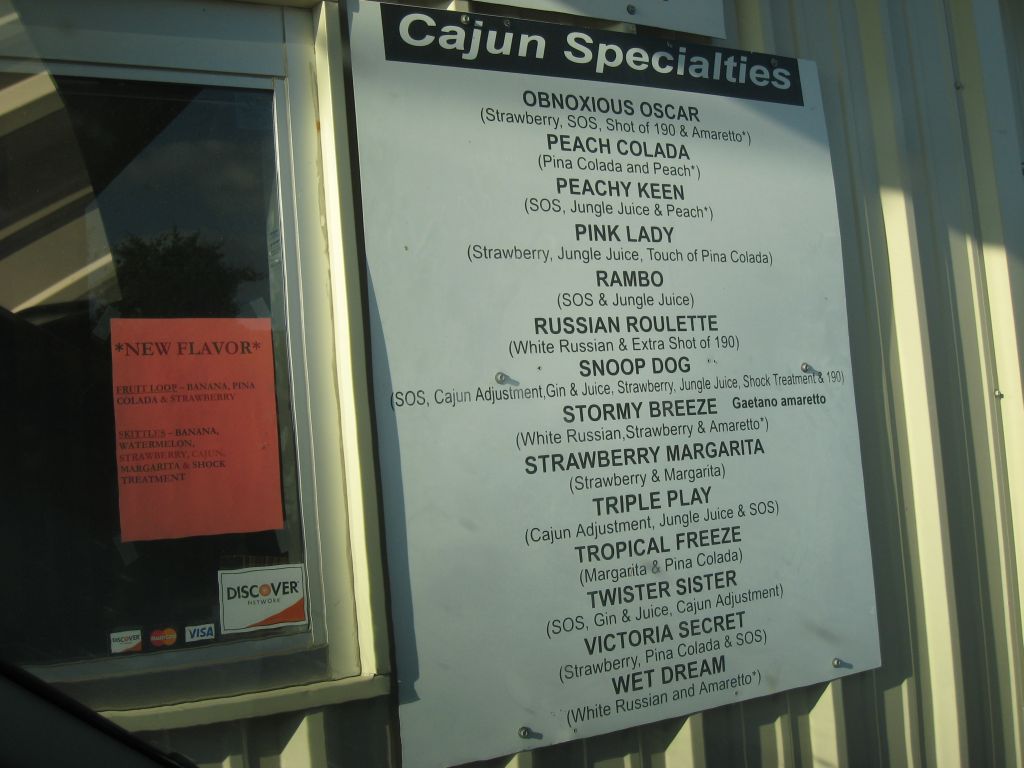 Cajun Specialties
OBNOXIOUS OSCAR
(Strawberry, SOS, Shot of 190 & Amaretto*)
PEACH COLADA
(Pina Colada and Peach*)
PEACHY KEEN
(SOS, Jungle Juice & Peach*)
PINK LADY
(Strawberry, Jungle Juice, Touch of Pina Colada)
RAMBO
(SOS & Jungle Juice)
RUSSIAN ROULETTE
(White Russian & Extra Shot of 190)
SNOOP DOG
(SOS, Cajun Adjustment,Gin & Juice, Strawberry, Jungle Juice, Shock Treatment & 190)
STORMY BREEZE Gaetano amaretto
(White Russian,Strawberry & Amaretto*)
STRAWBERRY MARGARITA
(Strawberry & Margarita)
TRIPLE PLAY
(Cajun Adjustment, Jungle Juice & SOS)
TROPICAL FREEZE
(Margarita & Pina Colada)
TWISTER SISTER
(SOS, Gin & Juice, Cajun Adjustment)
VICTORIA SECRET
(Strawberry, Pina Colada & SOS)
WET DREAM
(White Russian and Amaretto*)
*NEW FLAVOR*
FRUIT LOOP – BANANA, PINA
COLADA & STRAWBERRY
SKITTLES – BANANA,
WATERMELON,
STRAWBERRY, CAJUN,
MARGARITA & SHOCK
TREATMENT
DISCOVER
NETWORK
DISCOVER
MasterCard
VISA